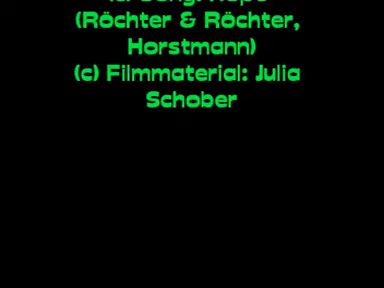 (Röchter & Röchter,
Horstmann)
(c) Filmmaterial: Julia
Schober